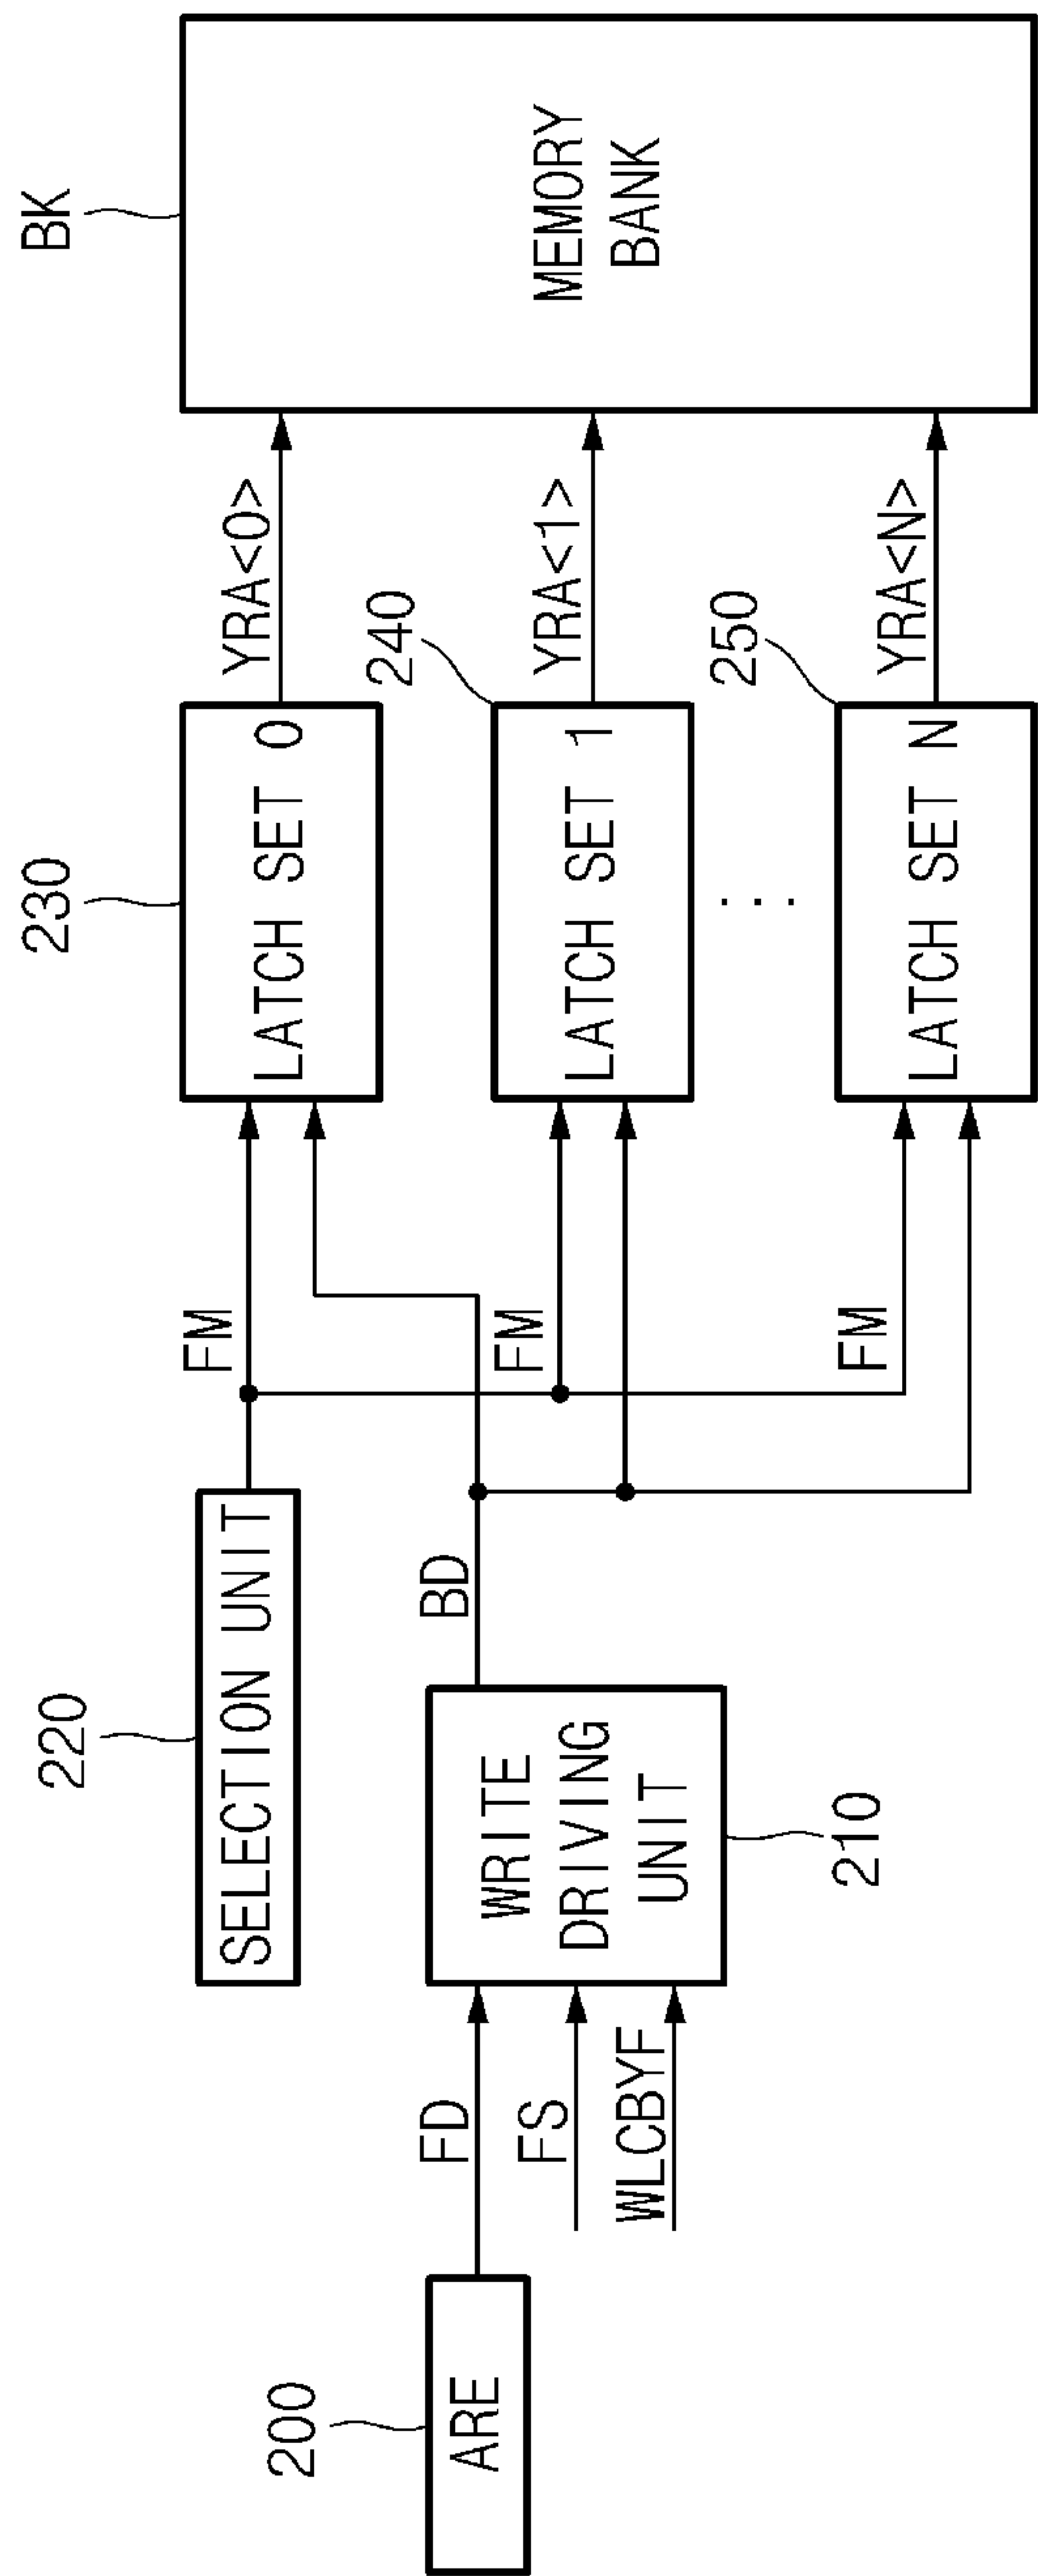 220
SELECTION UNIT
FM
230
LATCH SET 0
YRA<0>
BK
MEMORY
BANK
200
ARE
FD
FS
WLCBYF
WRITE
DRIVING
UNIT
210
BD
FM
240
LATCH SET 1
YRA<1>
...
FM
250
LATCH SET N
YRA<N>